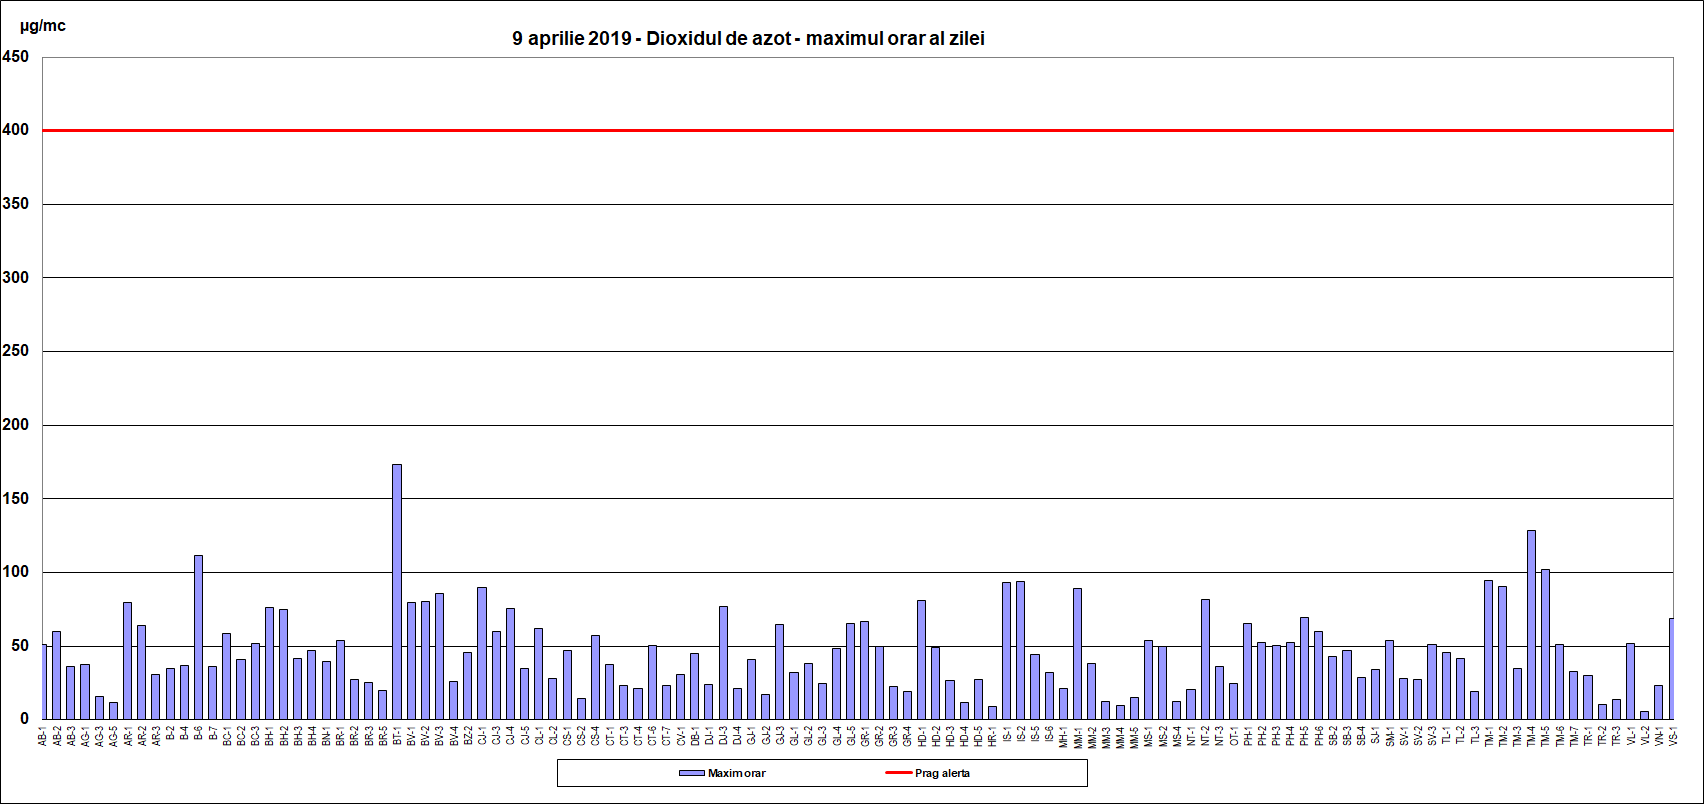 µg/mc
9 aprilie 2019 - Dioxidul de azot - maximul orar al zilei
450
400
350
300
250
200
150
100
50
0
AB-1 AB-2 AB-3 AG-1 AG-3 AG-5 AR-1 AR-2 AR-3 B-2 B-4 B-6 B-7 BC-1 BC-2 BC-3 BH-1 BH-2 BH-4 BN-1 BR-1 BR-2 BR-3 BR-5 BT-1 BV-1 BV-2 BV-3 BV-4 BZ-2 CJ-1 CJ-3 CJ-4 CJ-5 CL-1 CL-2 CS-1 CS-2 CS-4 CT-1 CT-3 CT-4 CT-6 CT-7 CV-1 DB-1 DJ-1 DJ-3 DJ-4 GJ-1 GJ-2 GJ-3 GL-1 GL-2 GL-3 GL-4 GL-5 GR-1 GR-2 GR-3 GR-4 HD-1 HD-2 HD-3 HD-4 HD-5 HR-1 IS-1 IS-2 IS-5 IS-6 MH-1 MM-1 MM-2 MM-3 MM-4 MM-5 MS-1 MS-2 MS-4 NT-1 NT-2 NT-3 OT-1 PH-1 PH-2 PH-3 PH-4 PH-5 PH-6 SB-2 SB-3 SB-4 SJ-1 SM-1 SV-1 SV-2 SV-3 TL-1 TL-2 TL-3 TM-1 TM-2 TM-3 TM-4 TM-5 TM-6 TM-7 TR-1 TR-2 TR-3 VL-1 VL-2 VN-1 VS-1
Maxim orar Prag alerta